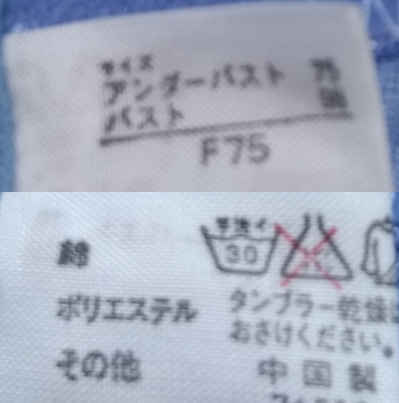 サイズ
アンダーバスト 75
バスト 98
F75
手洗イ
30
綿
ポリエステル
その他
タンブラー乾燥は
おさけください。
中国製